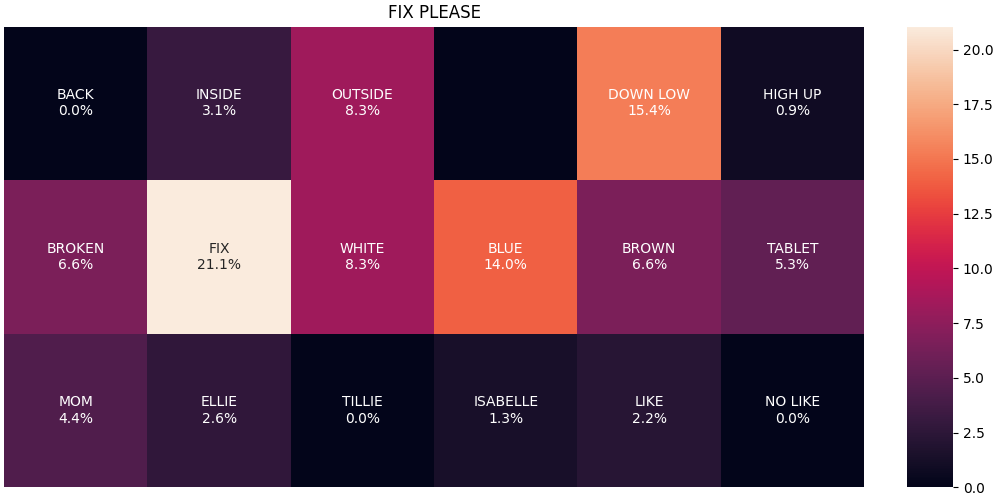 FIX PLEASE
BACK
0.0%
INSIDE
3.1%
OUTSIDE
8.3%
DOWN LOW
15.4%
HIGH UP
0.9%
BROKEN
6.6%
FIX
21.1%
WHITE
8.3%
BLUE
14.0%
BROWN
6.6%
TABLET
5.3%
MOM
4.4%
ELLIE
2.6%
TILLIE
0.0%
ISABELLE
1.3%
LIKE
2.2%
NO LIKE
0.0%
20.0
17.5
15.0
12.5
10.0
7.5
5.0
2.5
0.0